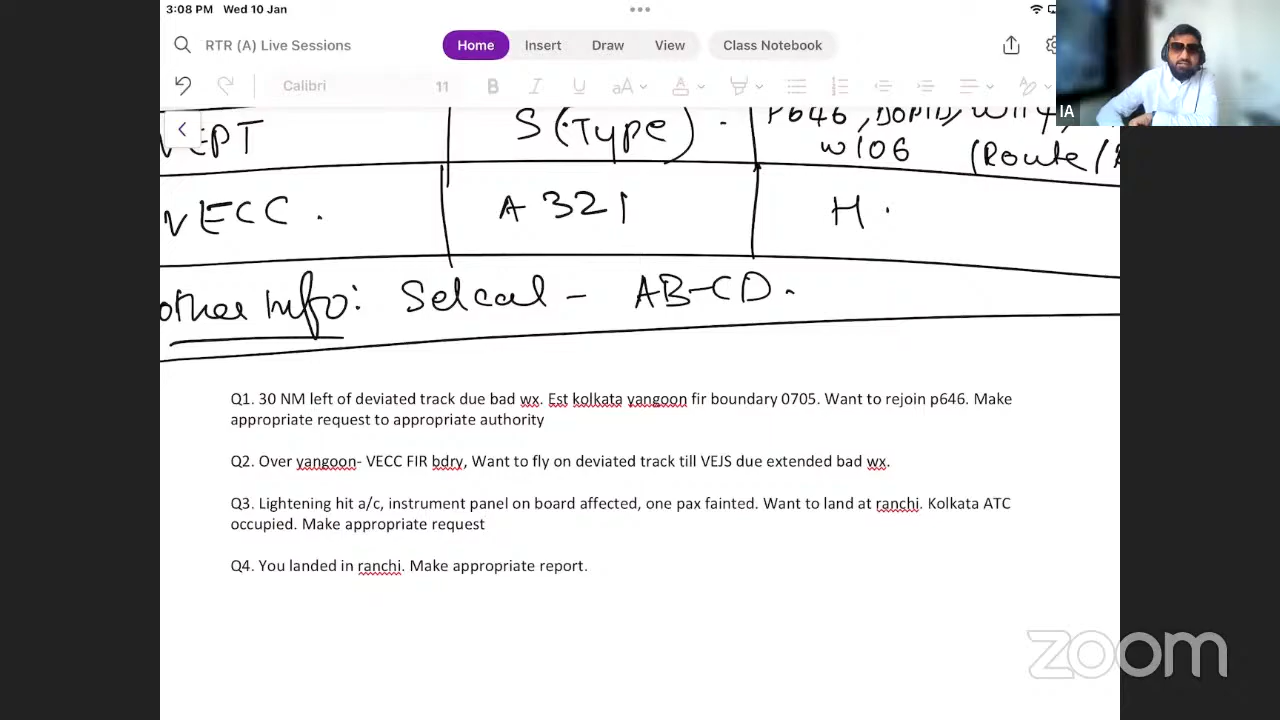 3:08 PM Wed 10 Jan
RTR (A) Live Sessions
Home Insert Draw View Class Notebook
Calibri 11 B I U aA A
S (Type) .
w106 (Route/
VECC . A 321 H .
other Info: Selcal - AB-CD.
Q1. 30 NM left of deviated track due bad wx. Est kolkata yangoon fir boundary 0705. Want to rejoin p646. Make
appropriate request to appropriate authority
Q2. Over yangoon- VECC FIR bdry, Want to fly on deviated track till VEJS due extended bad wx.
Q3. Lightening hit a/c, instrument panel on board affected, one pax fainted. Want to land at ranchi. Kolkata ATC
occupied. Make appropriate request
Q4. You landed in ranchi. Make appropriate report.
IA
zoom